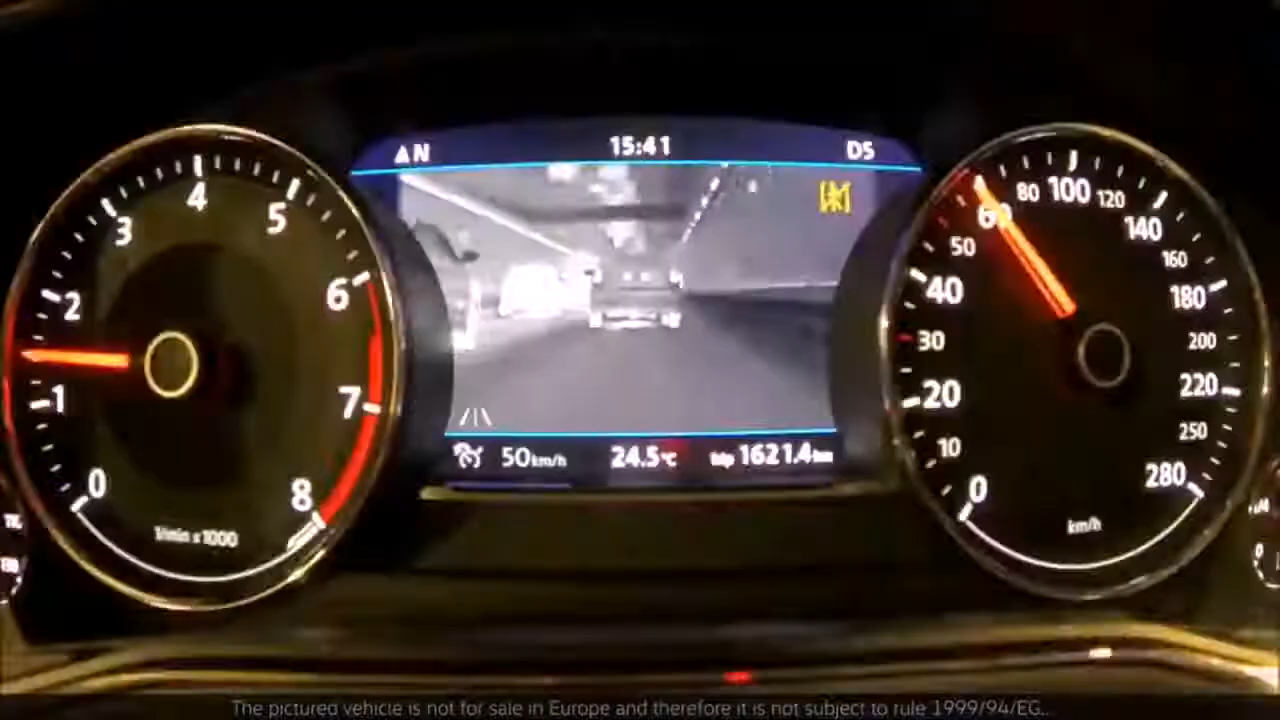 N 15:41 D5
4
3 5
2 6
1 7
0 8
1/min x 1000
50km/h 24.5°C trip 1621.4km
60 80 100 120
50 140
40 160
180
30 200
20 220
10 250
0 280
km/h
The pictured vehicle is not for sale in Europe and therefore it is not subject to rule 1999/94/EG..